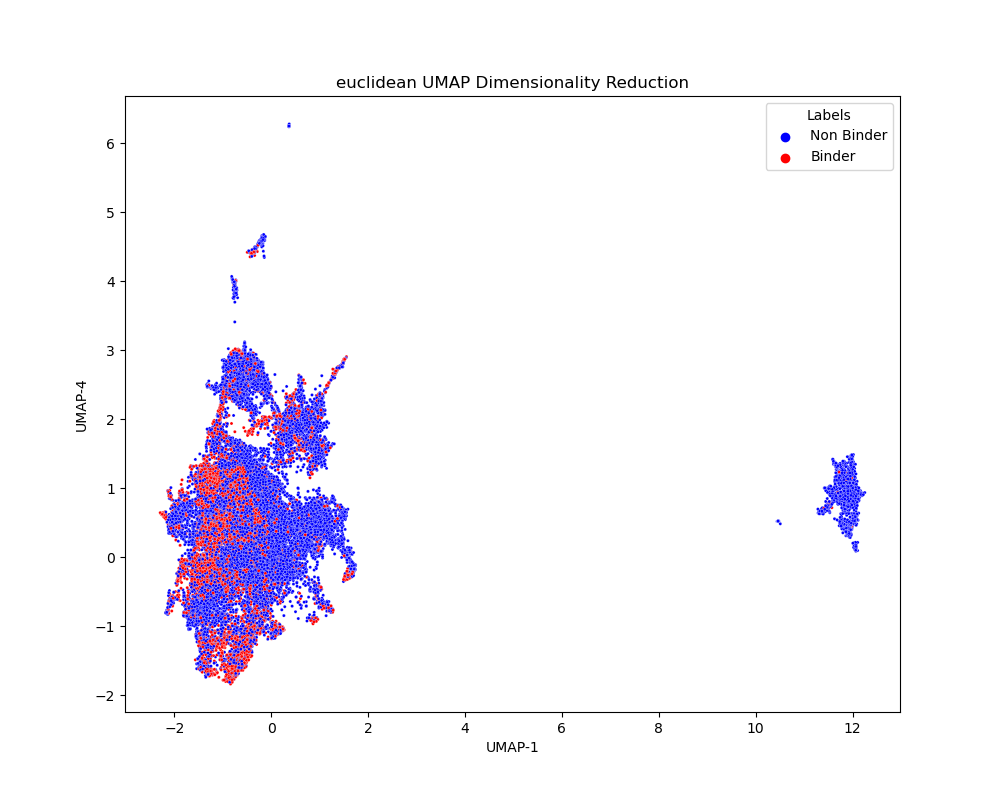 euclidean UMAP Dimensionality Reduction
Labels
Non Binder
Binder
6
5
4
3
2
1
0
−1
−2
UMAP-4
−2 0 2 4 6 8 10 12
UMAP-1